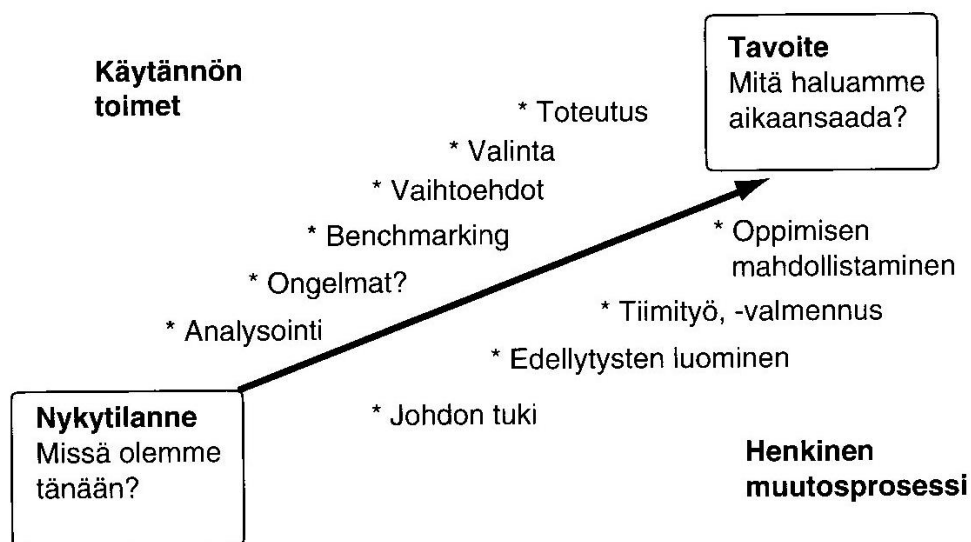 Käytännön
toimet
Tavoite
Mitä haluamme
aikaansaada?
* Toteutus
* Valinta
* Vaihtoehdot
* Benchmarking
* Ongelmat?
* Analysointi
* Oppimisen
mahdollistaminen
* Tiimityö, -valmennus
* Edellytysten luominen
* Johdon tuki
Nykytilanne
Missä olemme
tänään?
Henkinen
muutosprosessi